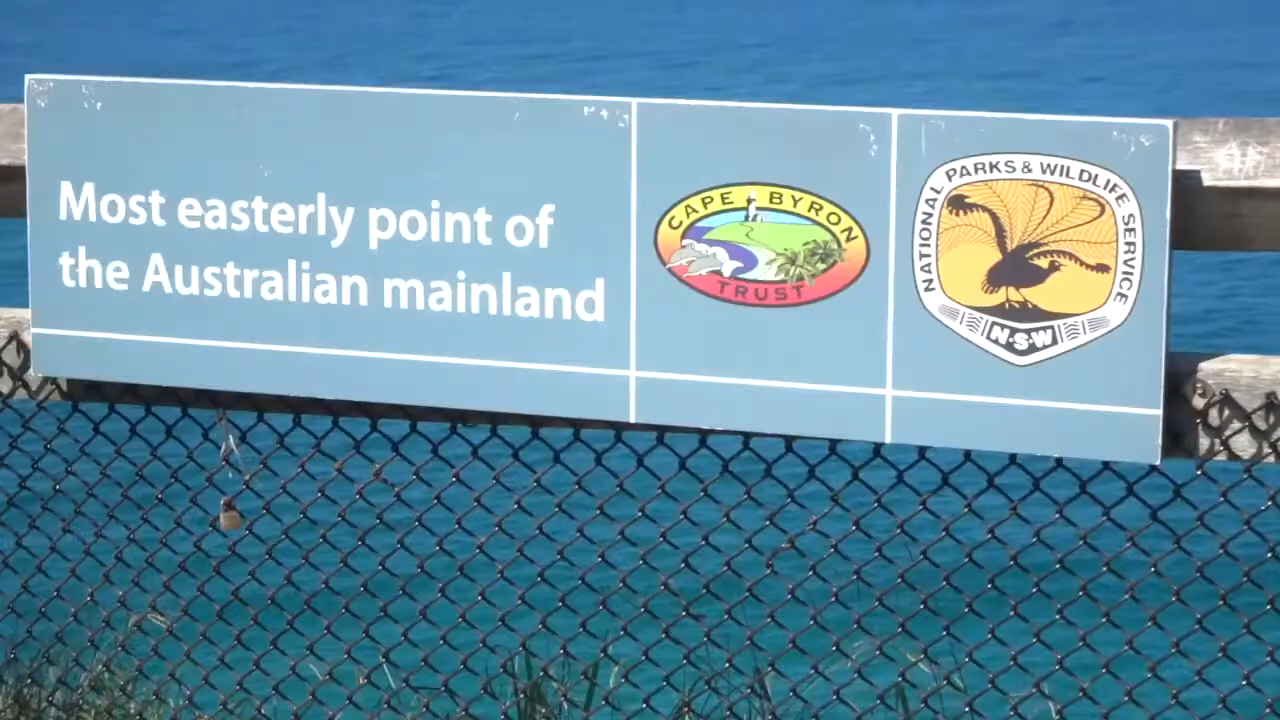 Most easterly point of
the Australian mainland
CAPE BYRON
TRUST
NATIONAL PARKS & WILDLIFE SERVICE
N·S·W